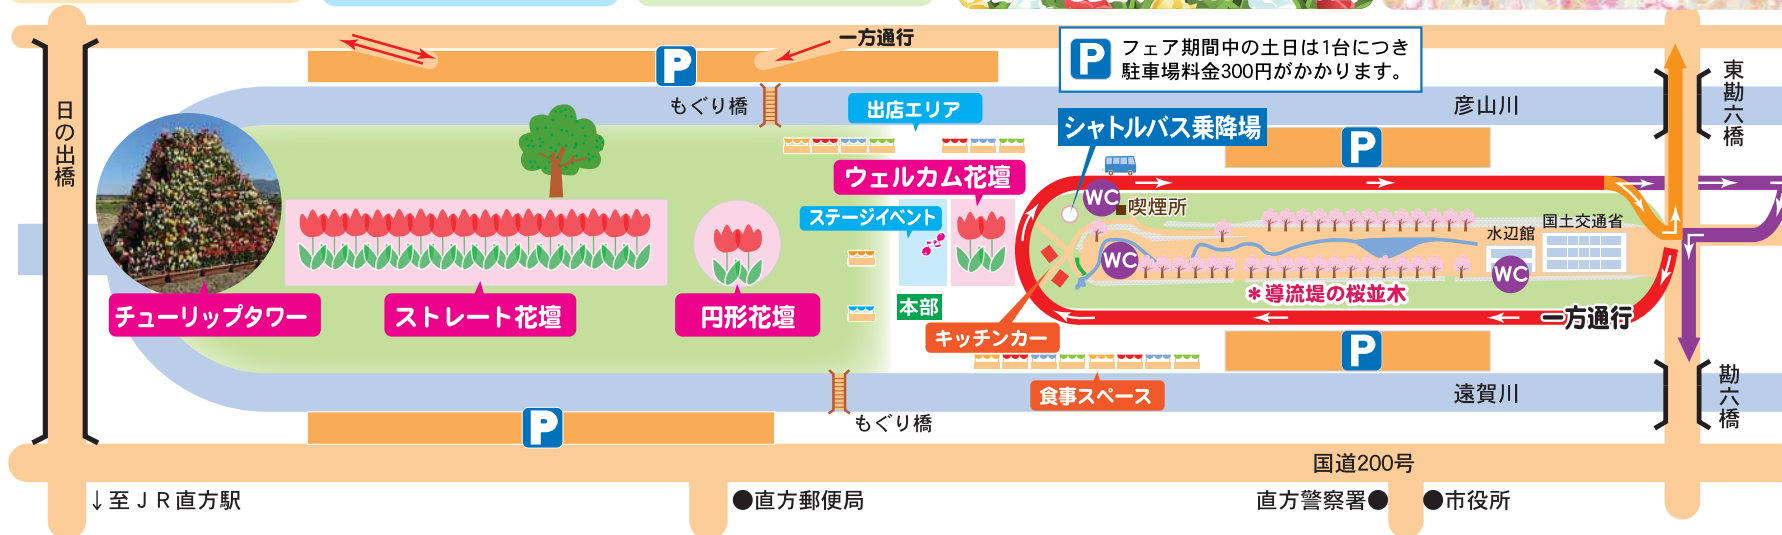 一方通行
P
P
フェア期間中の土日は1台につき
駐車場料金300円がかかります。
東勘六橋
日の出橋
もぐり橋
出店エリア
彦山川
シャトルバス乗降場
P
ウェルカム花壇
WC
喫煙所
ステージイベント
国土交通省
水辺館
WC
WC
＊導流堤の桜並木
チューリップタワー
ストレート花壇
円形花壇
本部
キッチンカー
一方通行
P
食事スペース
遠賀川
勘六橋
もぐり橋
P
国道200号
↓至ＪＲ直方駅
●直方郵便局
直方警察署●
●市役所